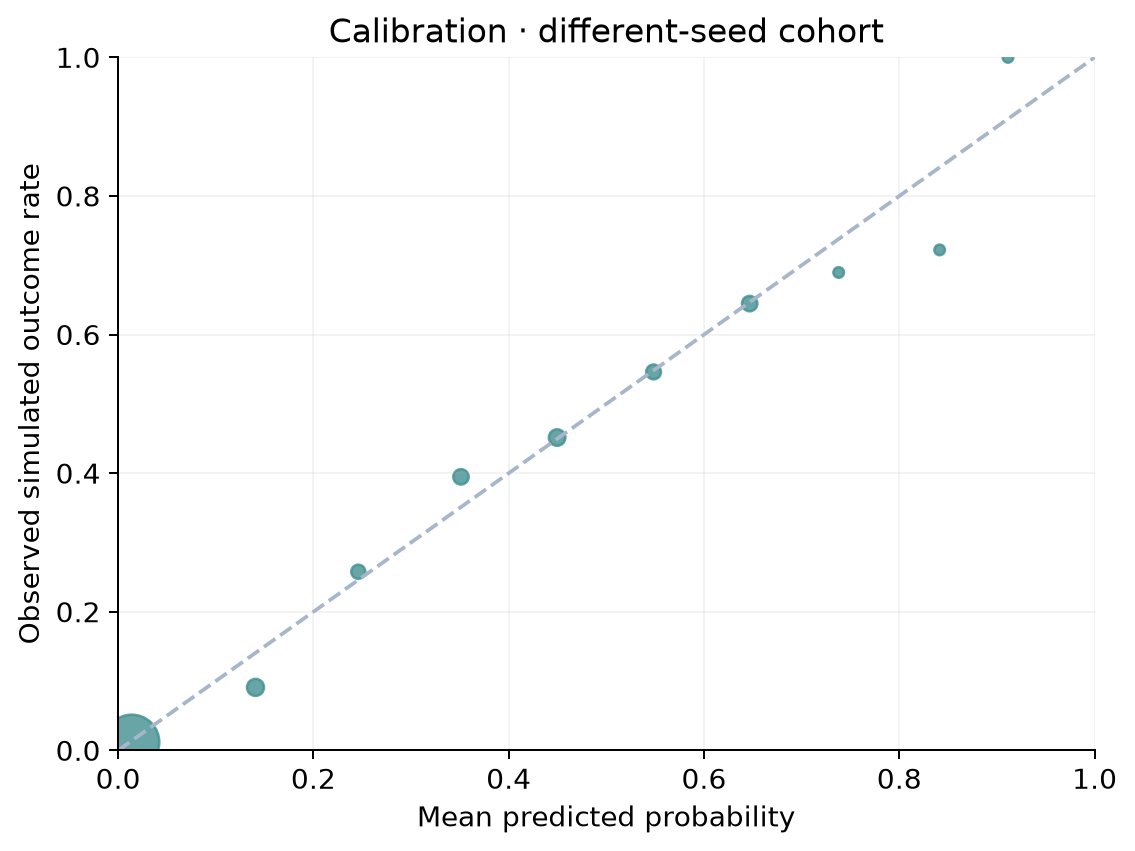 Calibration · different-seed cohort
1.0
0.8
0.6
0.4
0.2
0.0
Observed simulated outcome rate
0.0 0.2 0.4 0.6 0.8 1.0
Mean predicted probability